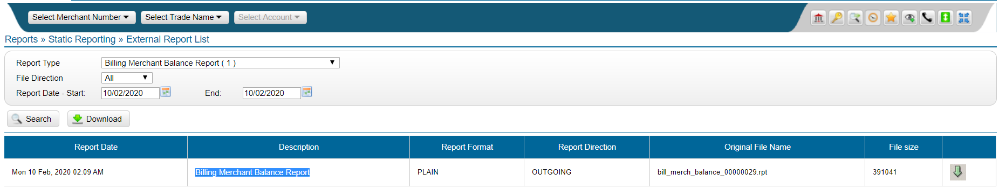 Select Merchant Number Select Trade Name Select Account
Reports » Static Reporting » External Report List
Report Type Billing Merchant Balance Report ( 1 )
File Direction All
Report Date - Start: 10/02/2020 End: 10/02/2020
Search Download
Report Date Description Report Format Report Direction Original File Name File size
Mon 10 Feb, 2020 02:09 AM Billing Merchant Balance Report PLAIN OUTGOING bill_merch_balance_00000029.rpt 391041